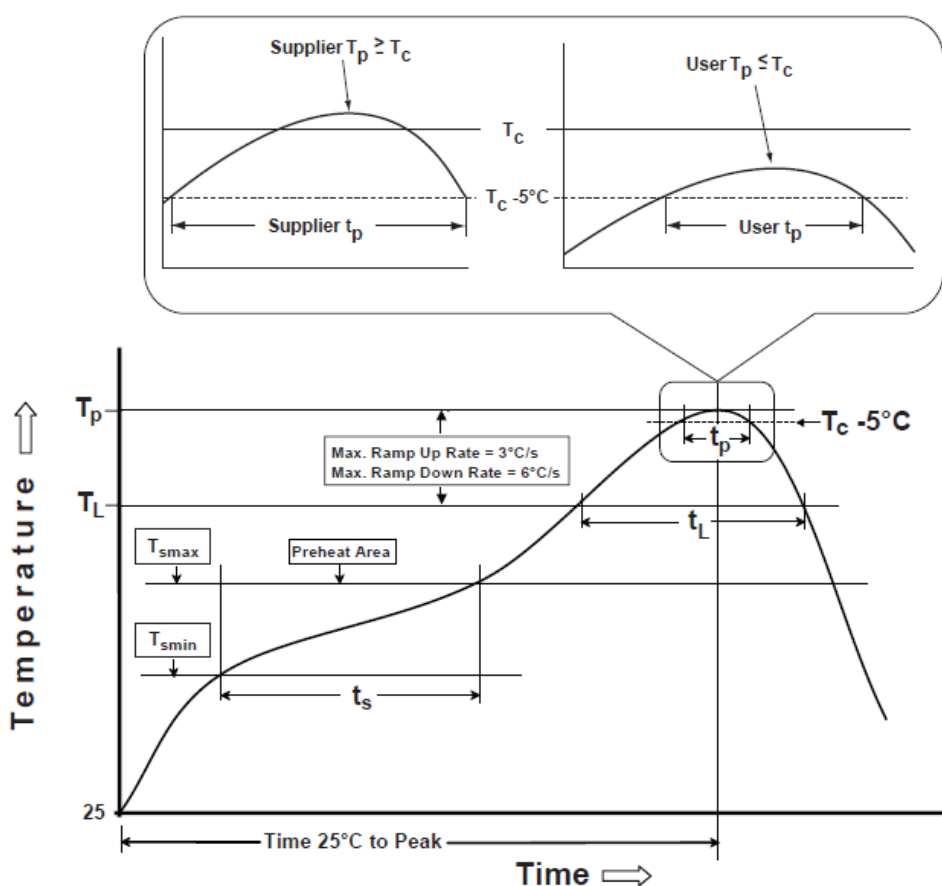 Supplier Tp ≥ Tc
User Tp ≤ Tc
Tc
Tc -5°C
Supplier tp
User tp
Tp
Tc -5°C
tp
Max. Ramp Up Rate = 3°C/s
Max. Ramp Down Rate = 6°C/s
TL
tL
Tsmax
Preheat Area
Tsmin
ts
Temperature
25
Time 25°C to Peak
Time